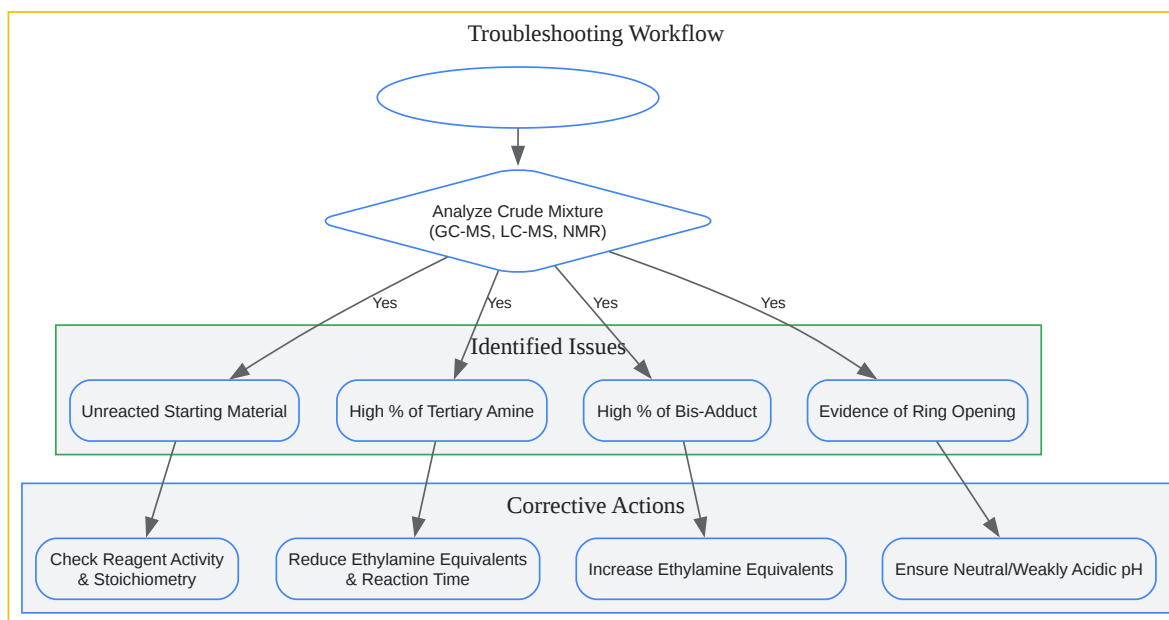 Troubleshooting Workflow
Analyze Crude Mixture
(GC-MS, LC-MS, NMR)
Yes
Yes
Yes
Yes
Identified Issues
Unreacted Starting Material
High % of Tertiary Amine
High % of Bis-Adduct
Evidence of Ring Opening
Corrective Actions
Check Reagent Activity
& Stoichiometry
Reduce Ethylamine Equivalents
& Reaction Time
Increase Ethylamine Equivalents
Ensure Neutral/Weakly Acidic pH